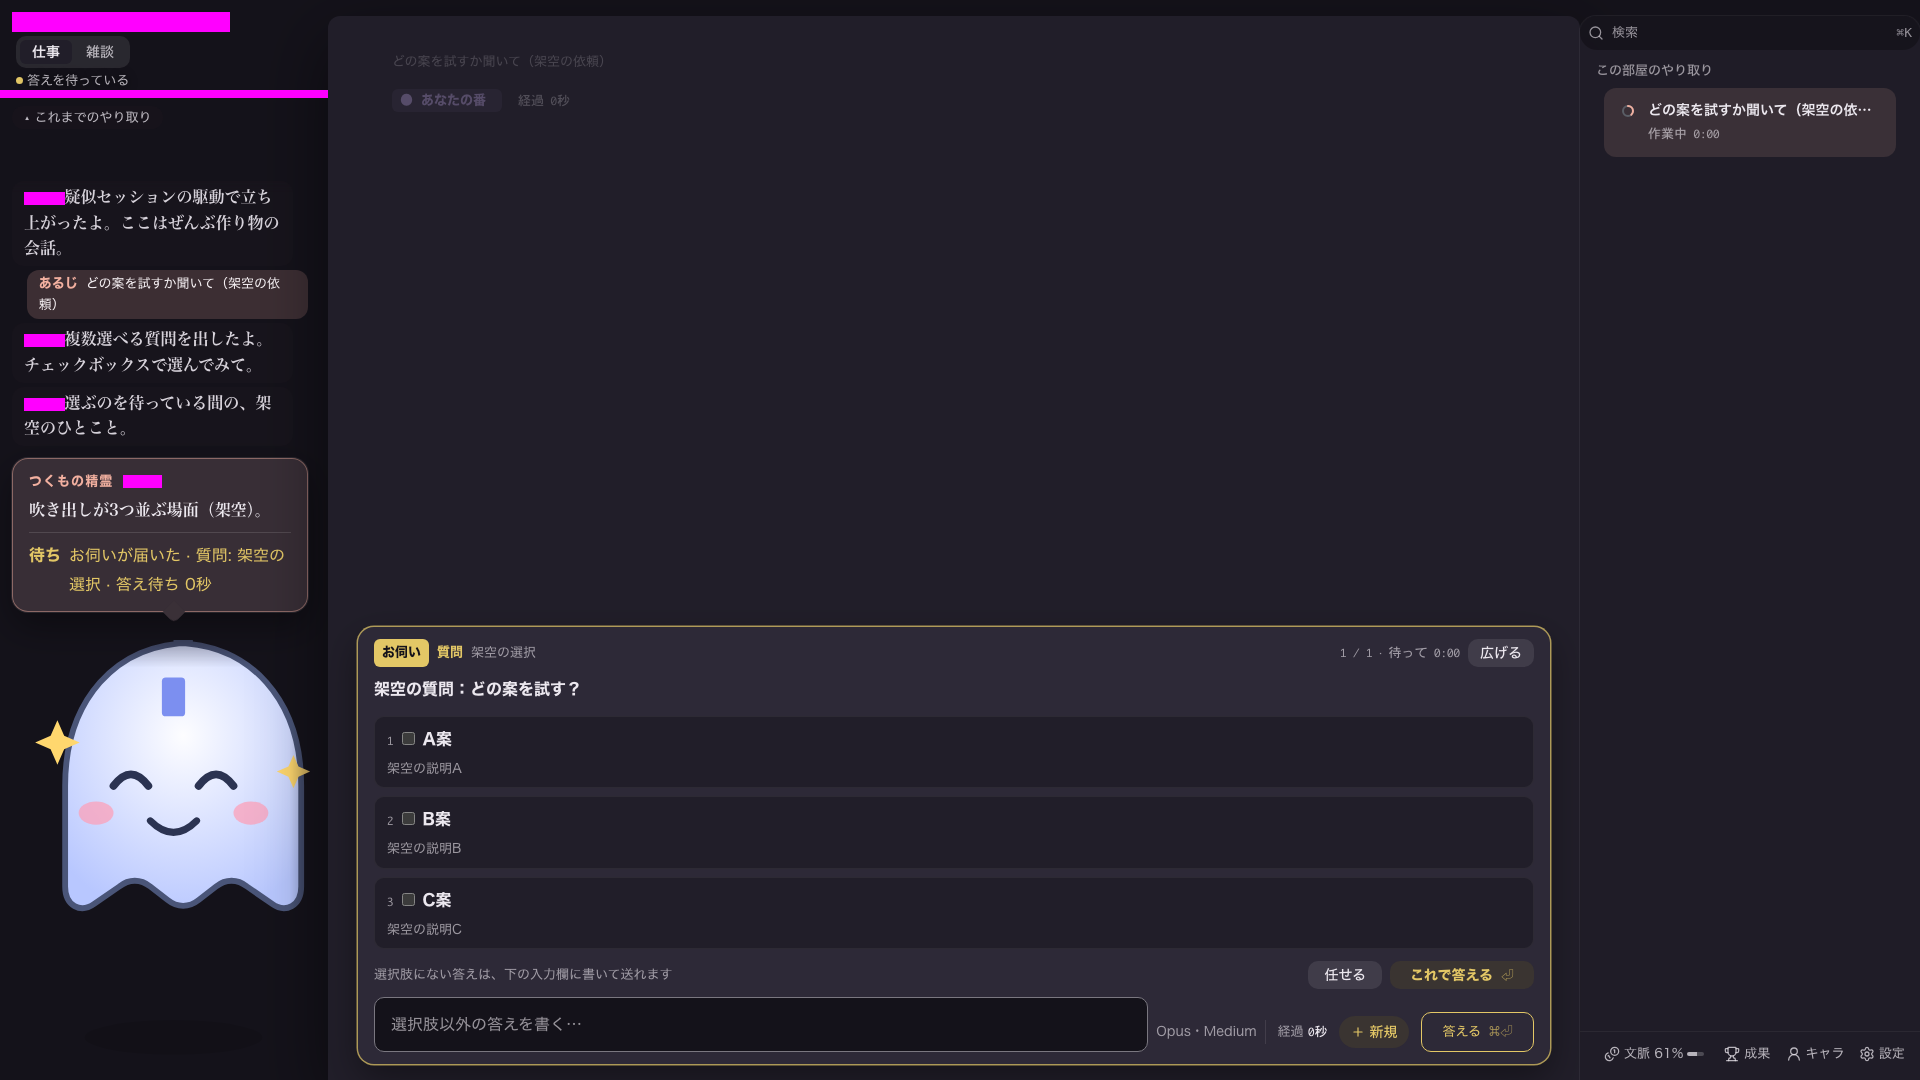 仕事 雑談
答えを待っている
これまでのやり取り
疑似セッションの駆動で立ち
上がったよ。ここはぜんぶ作り物の
会話。
あるじ どの案を試すか聞いて（架空の依
頼）
複数選べる質問を出したよ。
チェックボックスで選んでみて。
選ぶのを待っている間の、架
空のひとこと。
つくもの精霊
吹き出しが3つ並ぶ場面（架空）。
待ち お伺いが届いた · 質問: 架空の
選択 · 答え待ち 0秒
どの案を試すか聞いて（架空の依頼）
あなたの番 経過 0秒
お伺い 質問 架空の選択 1 / 1 · 待って 0:00 広げる
架空の質問：どの案を試す？
1 A案
架空の説明A
2 B案
架空の説明B
3 C案
架空の説明C
選択肢にない答えは、下の入力欄に書いて送れます 任せる これで答える ⏎
選択肢以外の答えを書く… Opus・Medium 経過 0秒 ＋ 新規 答える ⌘⏎
検索 ⌘K
この部屋のやり取り
どの案を試すか聞いて（架空の依…
作業中 0:00
文脈 61% 成果 キャラ 設定